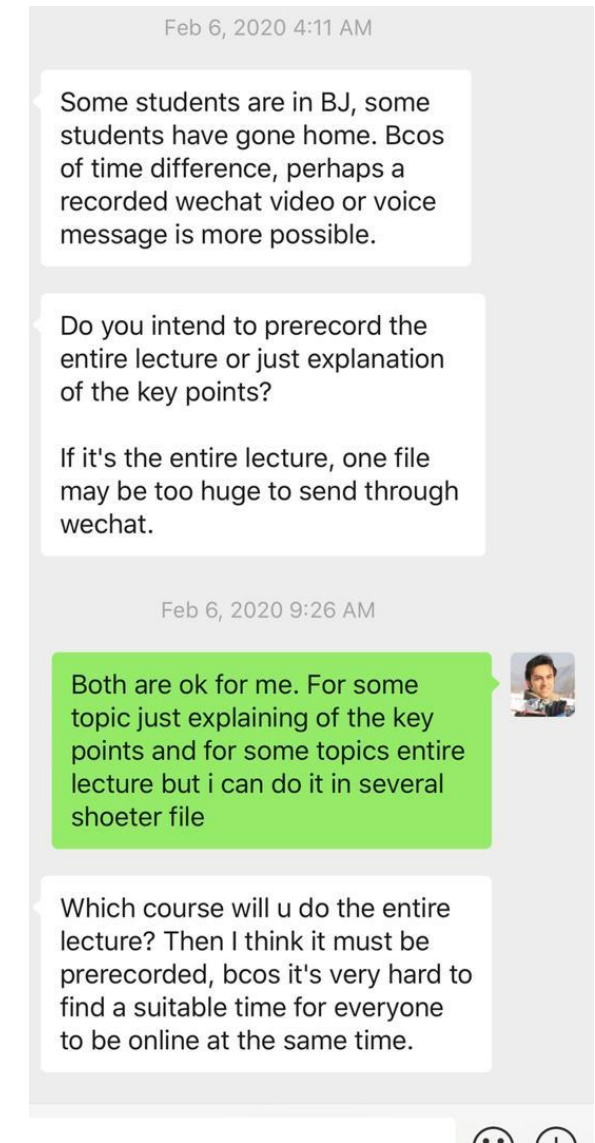 Feb 6, 2020 4:11 AM
Some students are in BJ, some
students have gone home. Bcos
of time difference, perhaps a
recorded wechat video or voice
message is more possible.
Do you intend to prerecord the
entire lecture or just explanation
of the key points?
If it's the entire lecture, one file
may be too huge to send through
wechat.
Feb 6, 2020 9:26 AM
Both are ok for me. For some
topic just explaining of the key
points and for some topics entire
lecture but i can do it in several
shoeter file
Which course will u do the entire
lecture? Then I think it must be
prerecorded, bcos it's very hard to
find a suitable time for everyone
to be online at the same time.